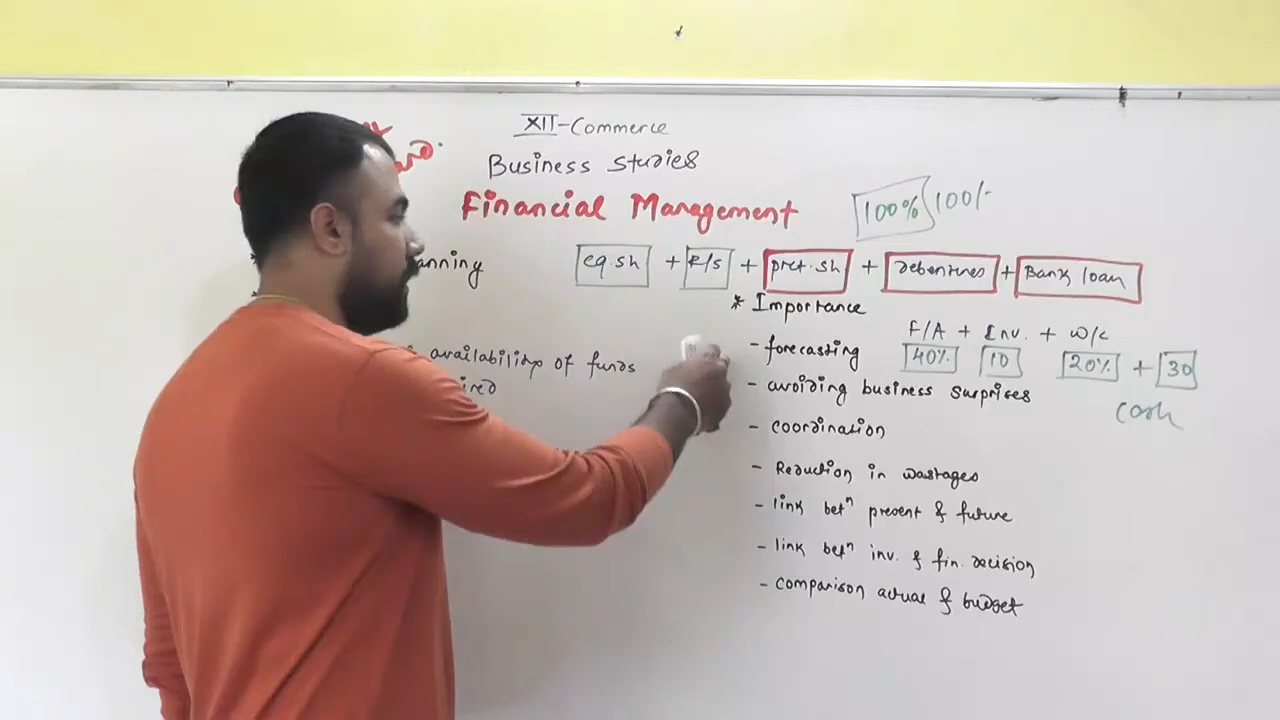 XII-Commerce
Business Studies
Financial Management
100% 100%
anning
eq.sh + R/s + pref.sh + Debentures + Bank loan
* Importance
F/A + Inv. + W/C
- forecasting
40% 10 20% + 30
cash
availability of funds
ired
- avoiding business surprises
- coordination
- Reduction in wastages
- link betn present & future
- link betn inv. & fin. decision
- comparison actual & budget